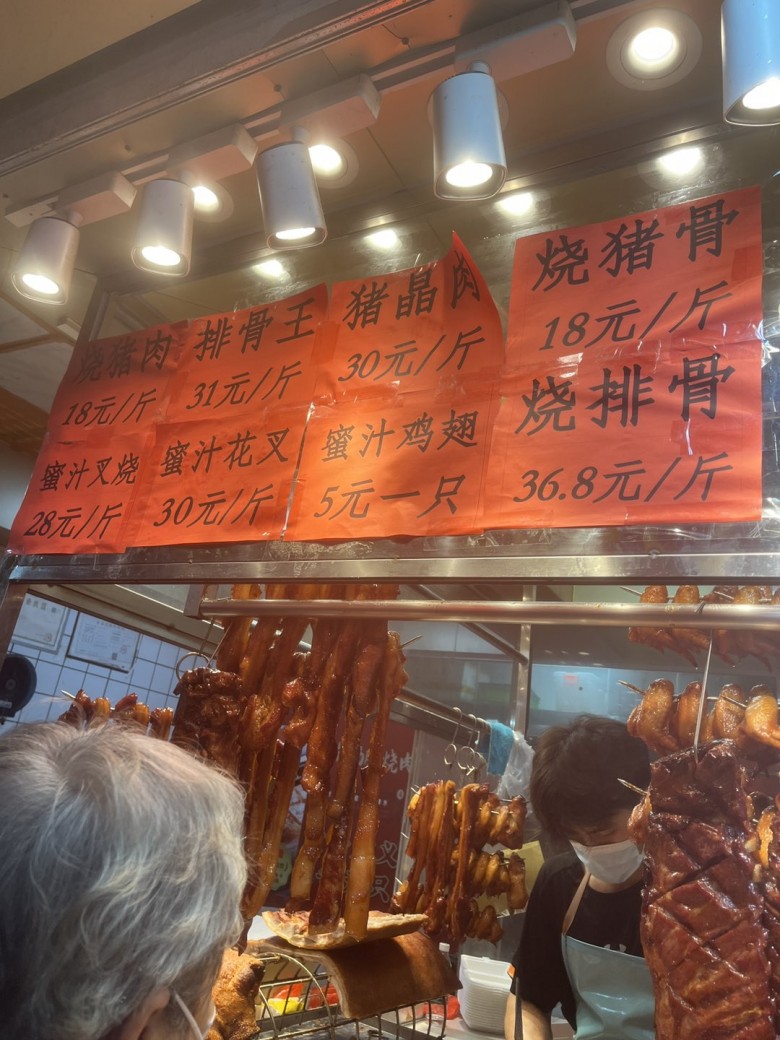 烧猪肉
18元/斤
排骨王
31元/斤
猪晶肉
30元/斤
烧猪骨
18元/斤
蜜汁叉烧
28元/斤
蜜汁花叉
30元/斤
蜜汁鸡翅
5元一只
烧排骨
36.8元/斤
烧肉